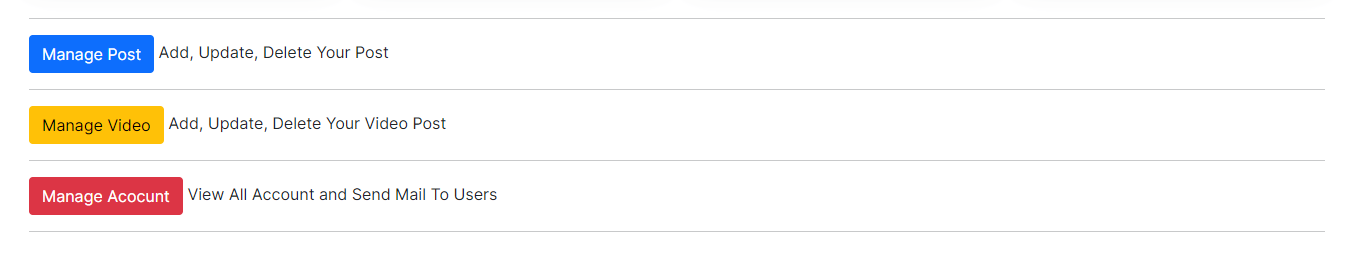 Manage Post Add, Update, Delete Your Post
Manage Video Add, Update, Delete Your Video Post
Manage Acocunt View All Account and Send Mail To Users